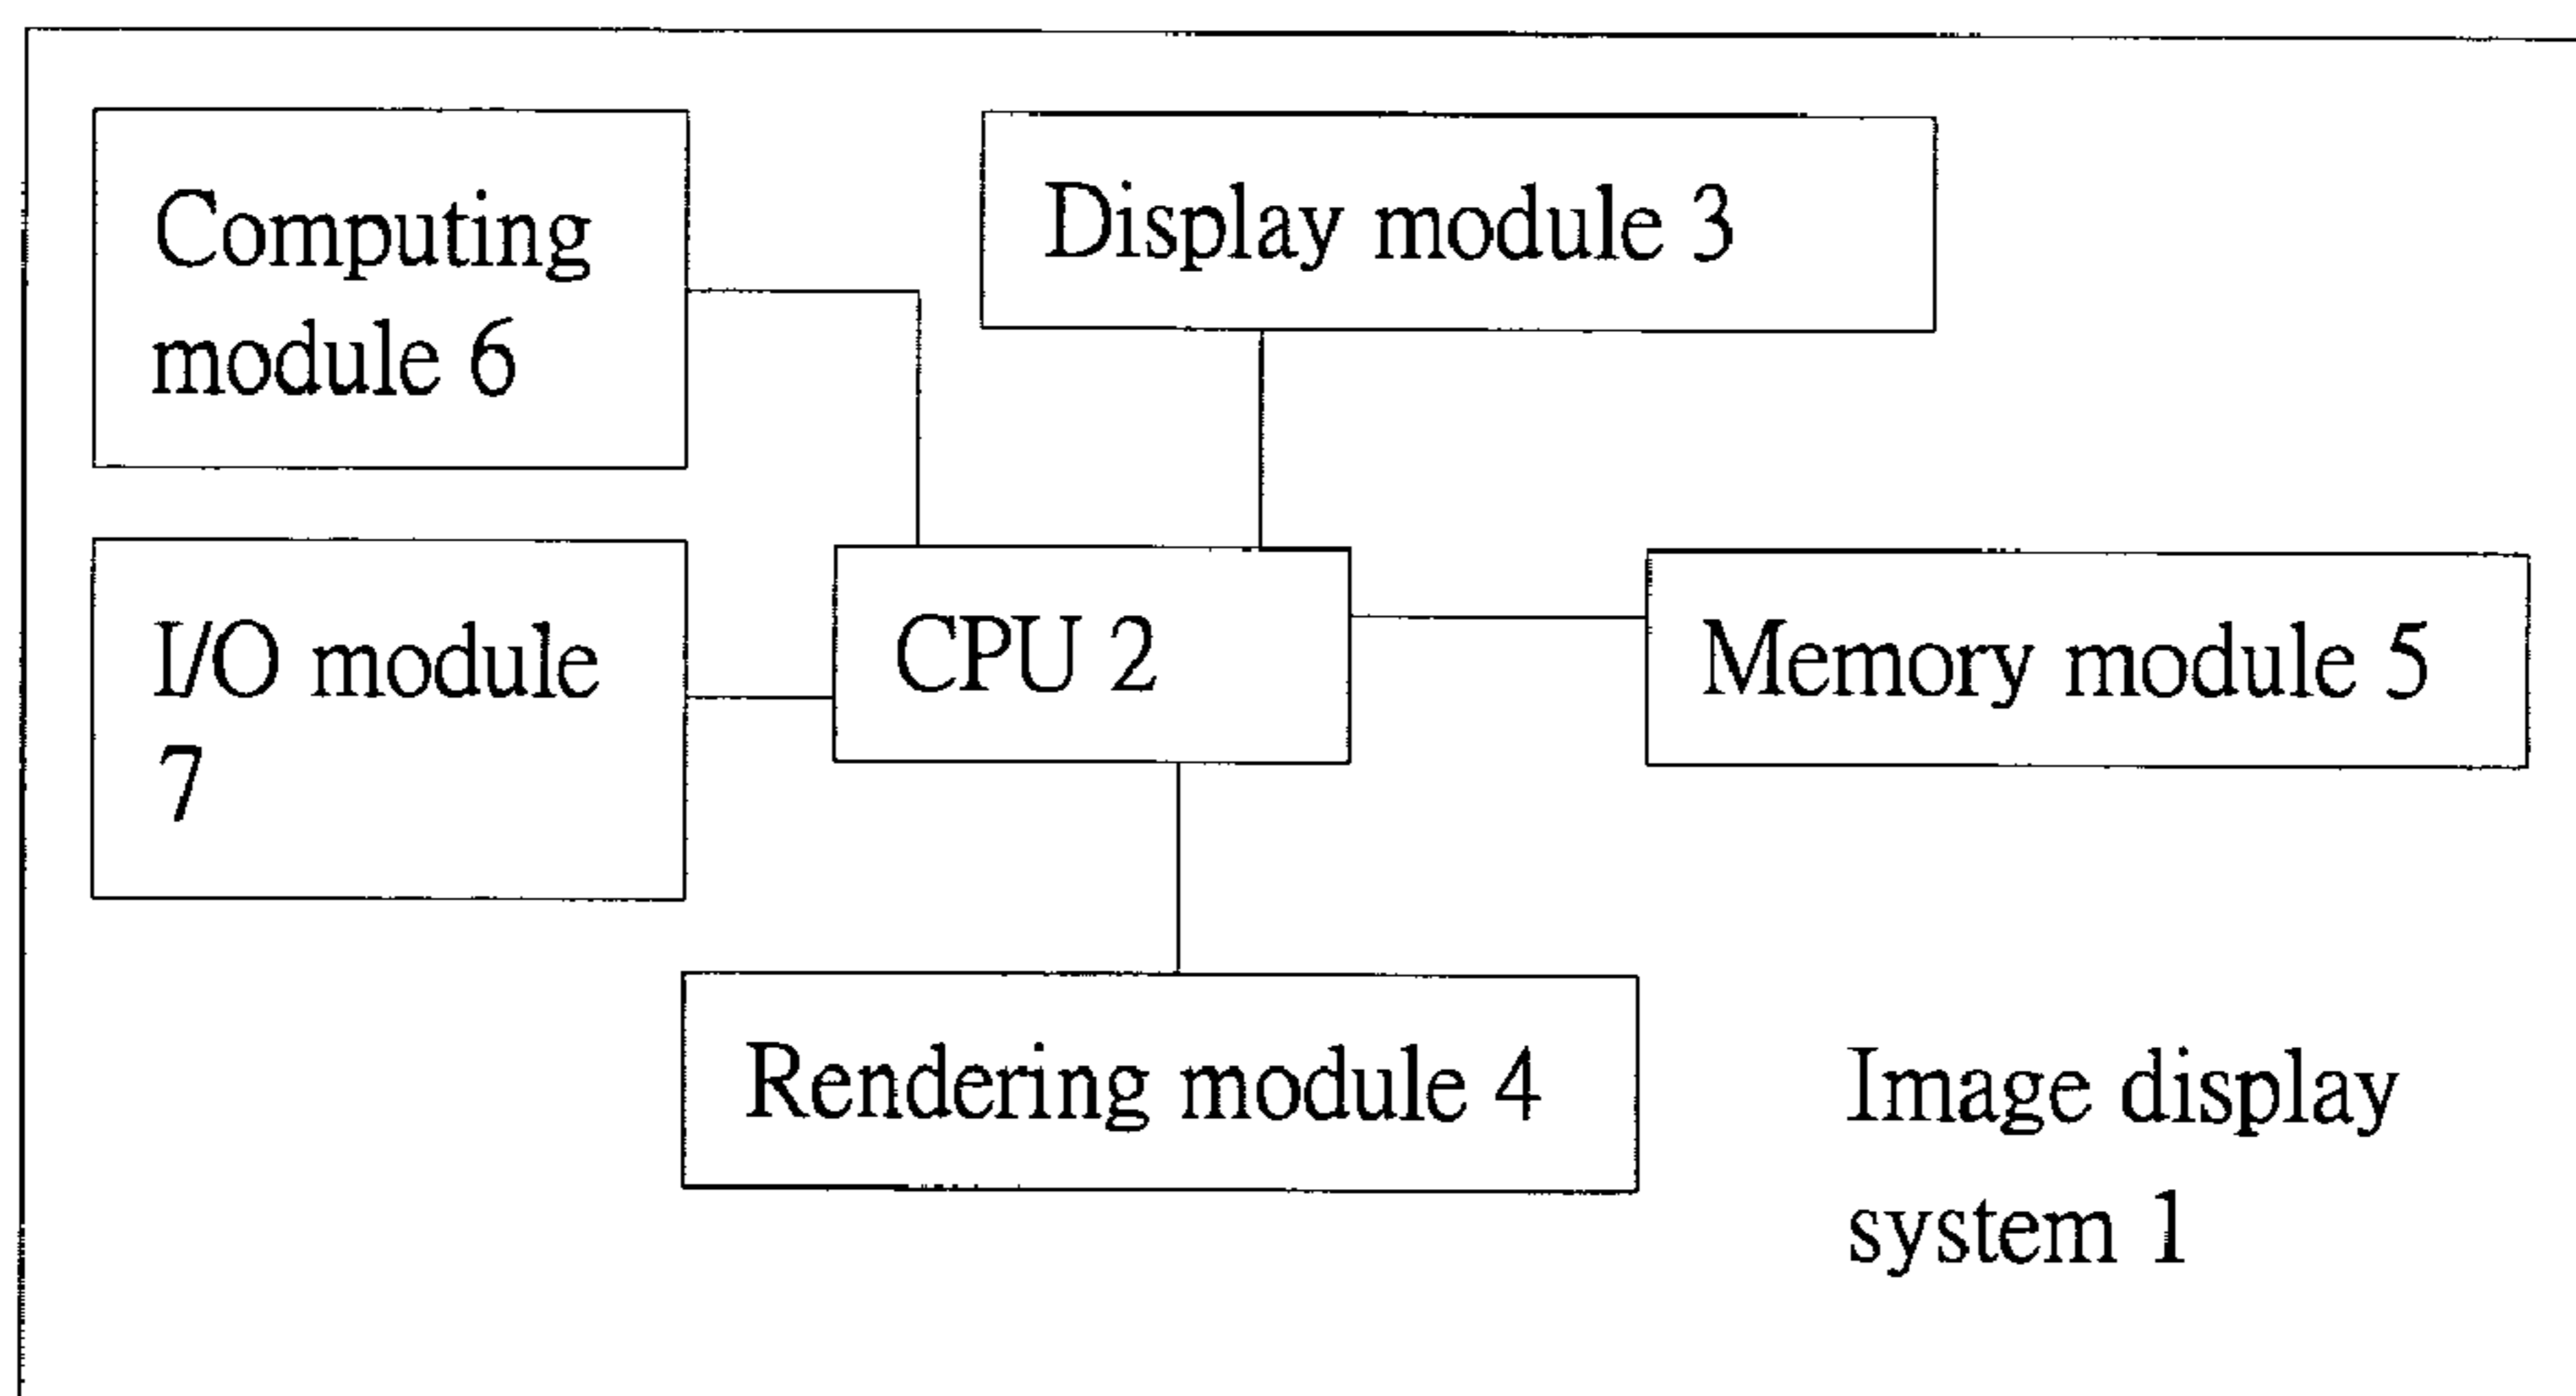 Computing
module 6
Display module 3
I/O module
7
CPU 2
Memory module 5
Rendering module 4
Image display
system 1